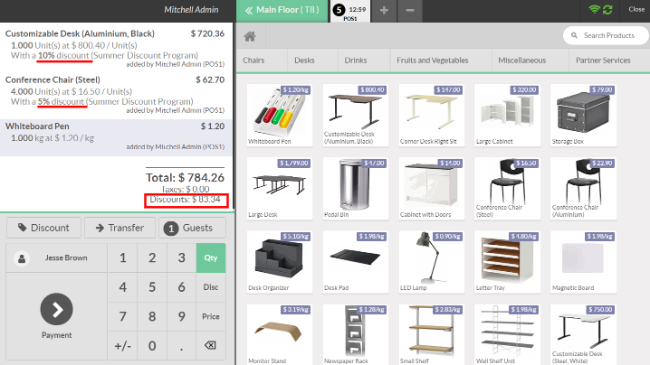 Mitchell Admin
Main Floor ( T8 )
5 12:59
POS1
+
−
Close
Customizable Desk (Aluminium, Black) $ 720.36
1.000 Unit(s) at $ 800.40 / Unit(s)
With a 10% discount (Summer Discount Program)
added by Mitchell Admin (POS1)
Conference Chair (Steel) $ 62.70
4.000 Unit(s) at $ 16.50 / Unit(s)
With a 5% discount (Summer Discount Program)
added by Mitchell Admin (POS1)
Whiteboard Pen $ 1.20
1.000 kg at $ 1.20 / kg
added by Mitchell Admin (POS1)
Total: $ 784.26
Taxes: $ 0.00
Discounts: $ 83.34
Discount Transfer 1 Guests
Jesse Brown
Payment
1 2 3 Qty
4 5 6 Disc
7 8 9 Price
+/- 0 .
Search Products
Chairs Desks Drinks Fruits and Vegetables Miscellaneous Partner Services
$ 1.20/kg $ 800.40 $ 147.00 $ 320.00 $ 79.00
Whiteboard Pen
Customizable Desk (Aluminium, Black)
Corner Desk Right Sit
Large Cabinet
Storage Box
$ 1,799.00 $ 47.00 $ 14.00 $ 16.50 $ 22.90
Large Desk
Pedal Bin
Cabinet with Doors
Conference Chair (Steel)
Conference Chair (Aluminium)
$ 5.10/kg $ 1.98/kg $ 0.90/kg $ 4.80/kg $ 1.98/kg
Desk Organizer
Desk Pad
LED Lamp
Letter Tray
Magnetic Board
$ 3.19/kg $ 1.28/kg $ 2.83/kg $ 1.98/kg $ 750.00
Monitor Stand
Newspaper Rack
Small Shelf
Wall Shelf Unit
Customizable Desk (Steel, White)